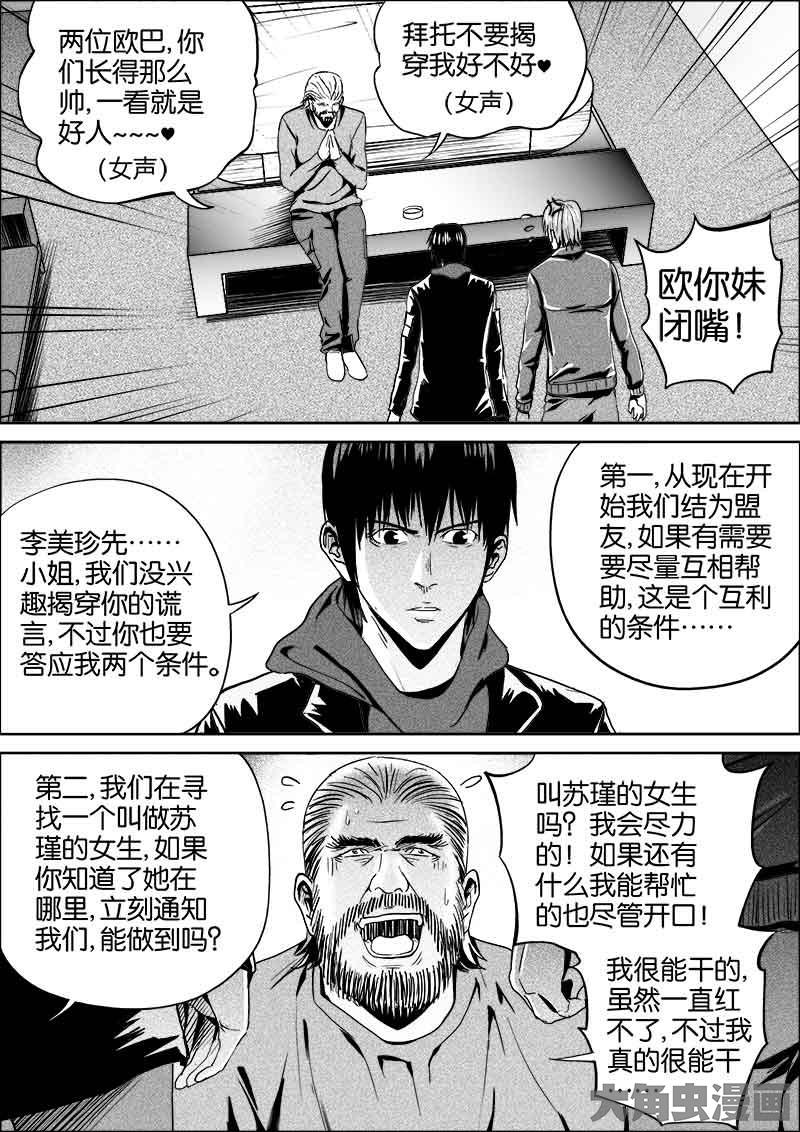 两位欧巴,你
们长得那么
帅,一看就是
好人~~~♥
(女声)
拜托不要揭
穿我好不好♥
(女声)
欧你妹
闭嘴!
李美珍先……
小姐,我们没兴
趣揭穿你的谎
言,不过你也要
答应我两个条件。
第一,从现在开
始我们结为盟
友,如果有需要
要尽量互相帮
助,这是个互利
的条件……
第二,我们在寻
找一个叫做苏
瑾的女生,如果
你知道了她在
哪里,立刻通知
我们,能做到吗?
叫苏瑾的女生
吗?我会尽力
的!如果还有
什么我能帮忙
的也尽管开口!
我很能干的,
虽然一直红
不了,不过我
真的很能干
……
大角虫漫画